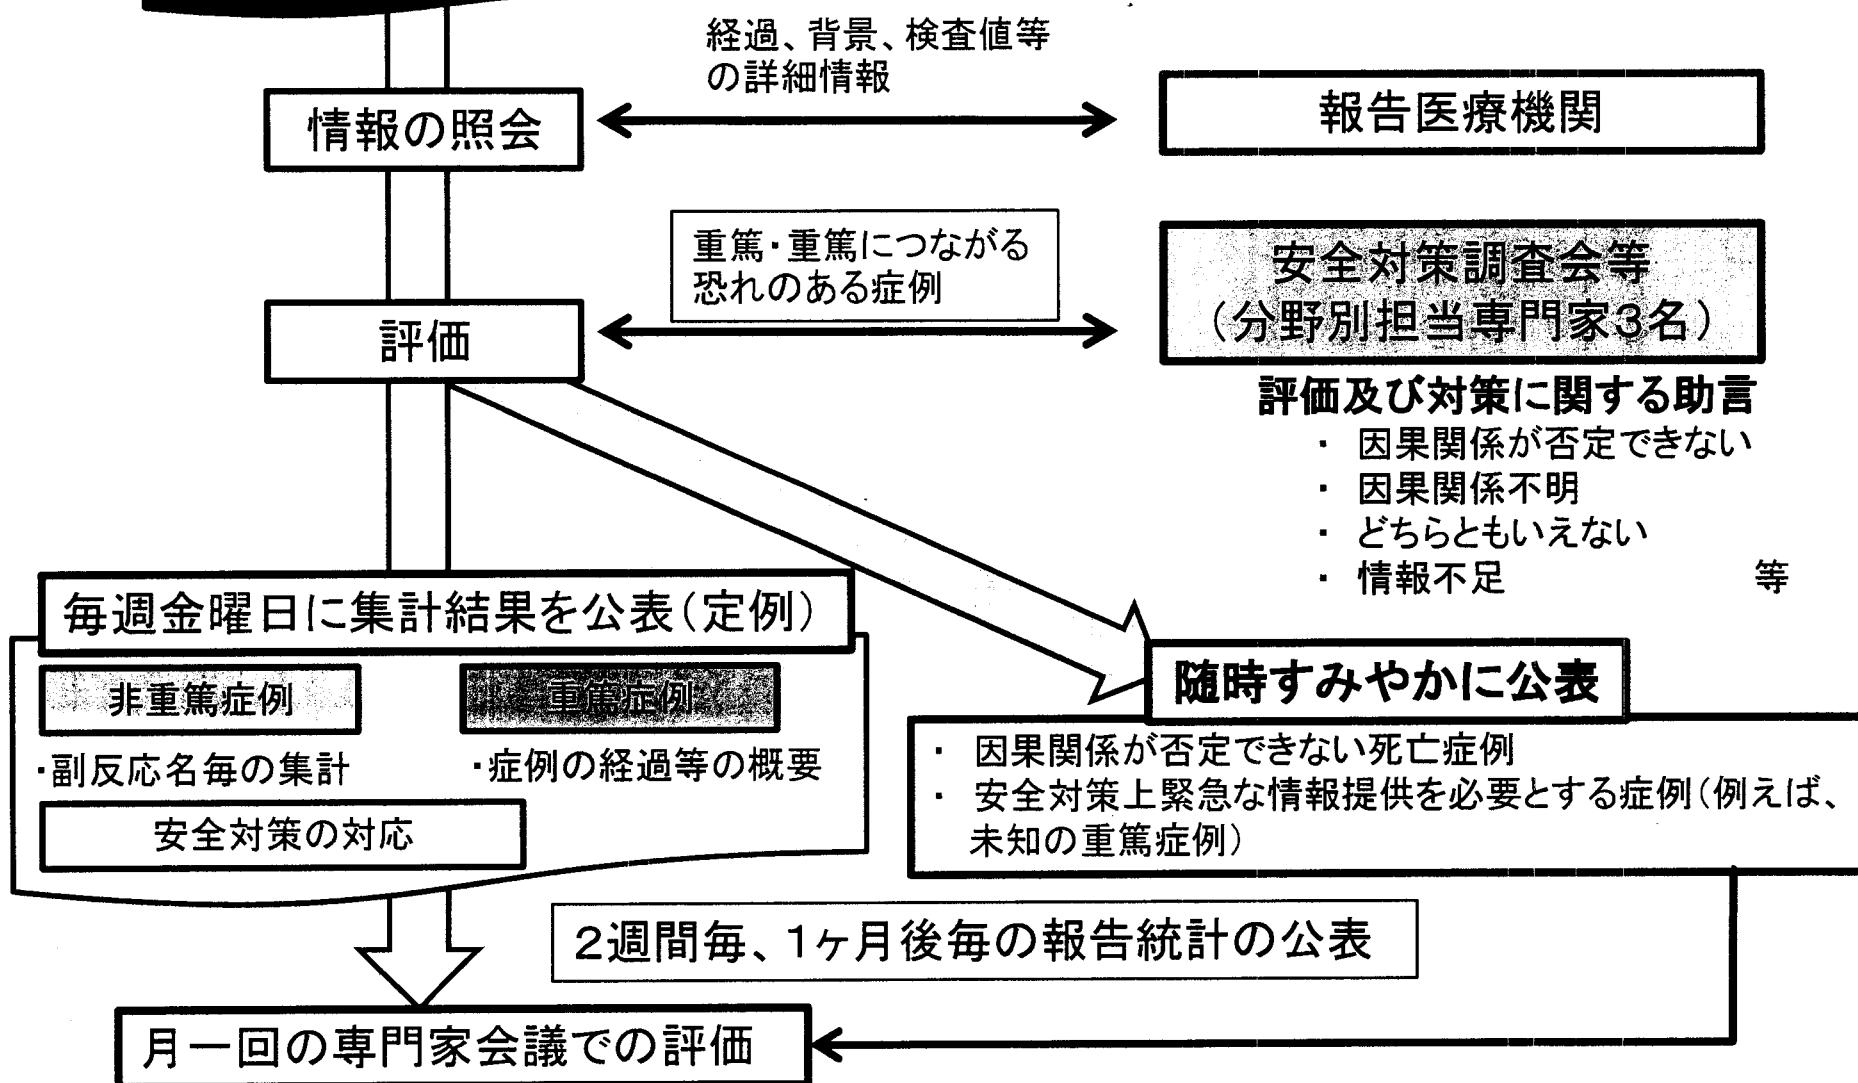 経過、背景、検査値等
の詳細情報
情報の照会
報告医療機関
重篤・重篤につながる
恐れのある症例
安全対策調査会等
(分野別担当専門家3名)
評価
評価及び対策に関する助言
・ 因果関係が否定できない
・ 因果関係不明
・ どちらともいえない
・ 情報不足 等
毎週金曜日に集計結果を公表(定例)
非重篤症例
重篤症例
・副反応名毎の集計
・症例の経過等の概要
安全対策の対応
随時すみやかに公表
・ 因果関係が否定できない死亡症例
・ 安全対策上緊急な情報提供を必要とする症例(例えば、
未知の重篤症例)
2週間毎、1ヶ月後毎の報告統計の公表
月一回の専門家会議での評価